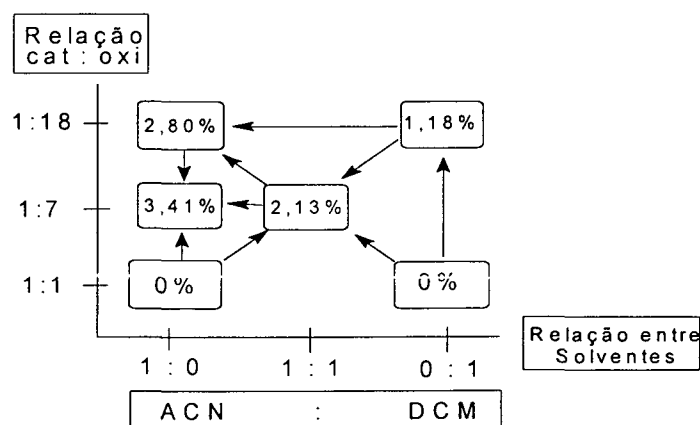 Relação
cat : oxi
1:18
2,80%
1,18%
1:7
3,41%
2,13%
1:1
0%
0%
1 : 0
1 : 1
0 : 1
Relação entre
Solventes
ACN : DCM